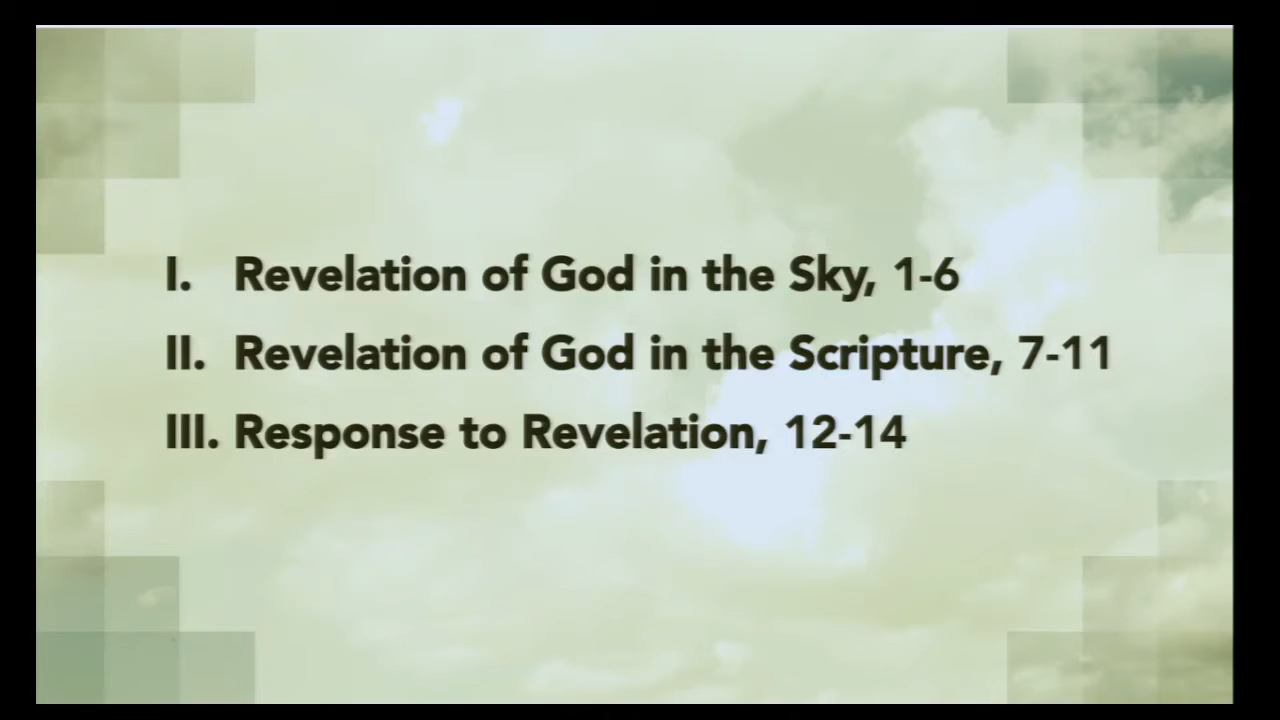 I. Revelation of God in the Sky, 1-6
II. Revelation of God in the Scripture, 7-11
III. Response to Revelation, 12-14